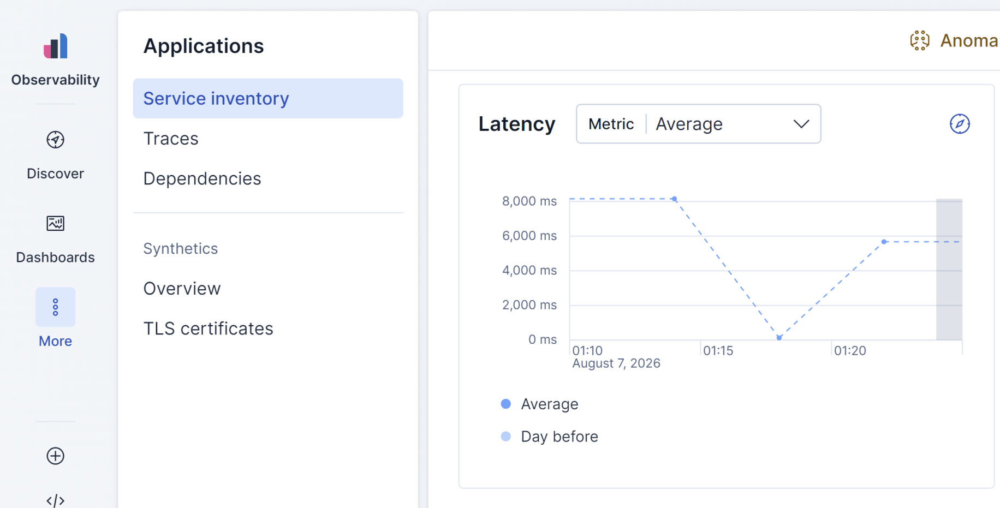 Observability
Discover
Dashboards
More
Applications
Service inventory
Traces
Dependencies
Synthetics
Overview
TLS certificates
Anoma
Latency
Metric
Average
8,000 ms
6,000 ms
4,000 ms
2,000 ms
0 ms
01:10
01:15
01:20
August 7, 2026
Average
Day before